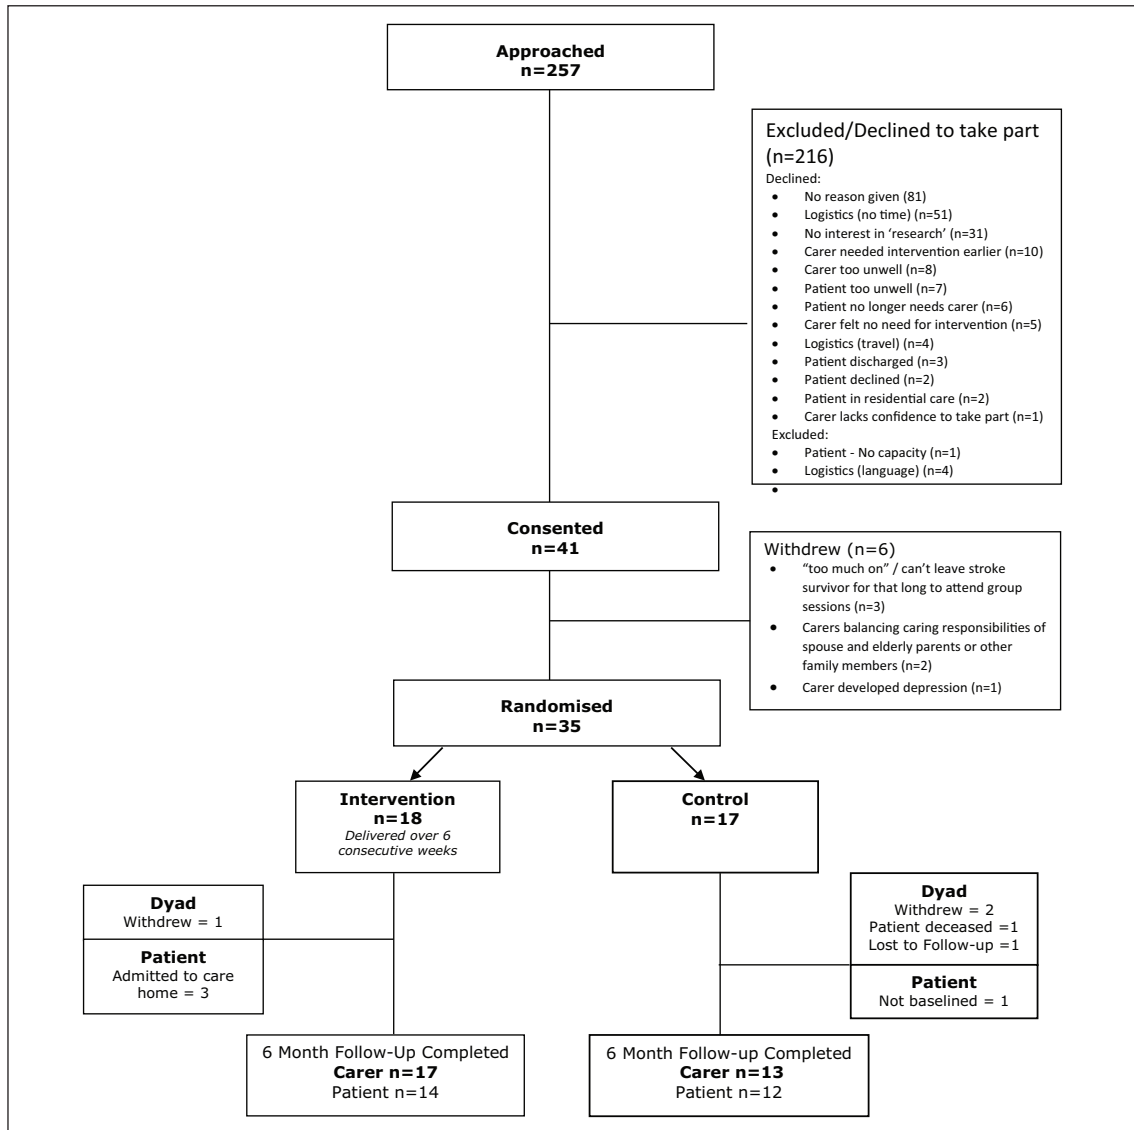 Approached
n=257
Excluded/Declined to take part
(n=216)
Declined:
• No reason given (81)
• Logistics (no time) (n=51)
• No interest in ‘research’ (n=31)
• Carer needed intervention earlier (n=10)
• Carer too unwell (n=8)
• Patient too unwell (n=7)
• Patient no longer needs carer (n=6)
• Carer felt no need for intervention (n=5)
• Logistics (travel) (n=4)
• Patient discharged (n=3)
• Patient declined (n=2)
• Patient in residential care (n=2)
• Carer lacks confidence to take part (n=1)
Excluded:
• Patient - No capacity (n=1)
• Logistics (language) (n=4)
•
Consented
n=41
Withdrew (n=6)
• “too much on” / can’t leave stroke
survivor for that long to attend group
sessions (n=3)
• Carers balancing caring responsibilities of
spouse and elderly parents or other
family members (n=2)
• Carer developed depression (n=1)
Randomised
n=35
Intervention
n=18
Delivered over 6
consecutive weeks
Control
n=17
Dyad
Withdrew = 1
Patient
Admitted to care
home = 3
Dyad
Withdrew = 2
Patient deceased =1
Lost to Follow-up =1
Patient
Not baselined = 1
6 Month Follow-Up Completed
Carer n=17
Patient n=14
6 Month Follow-up Completed
Carer n=13
Patient n=12